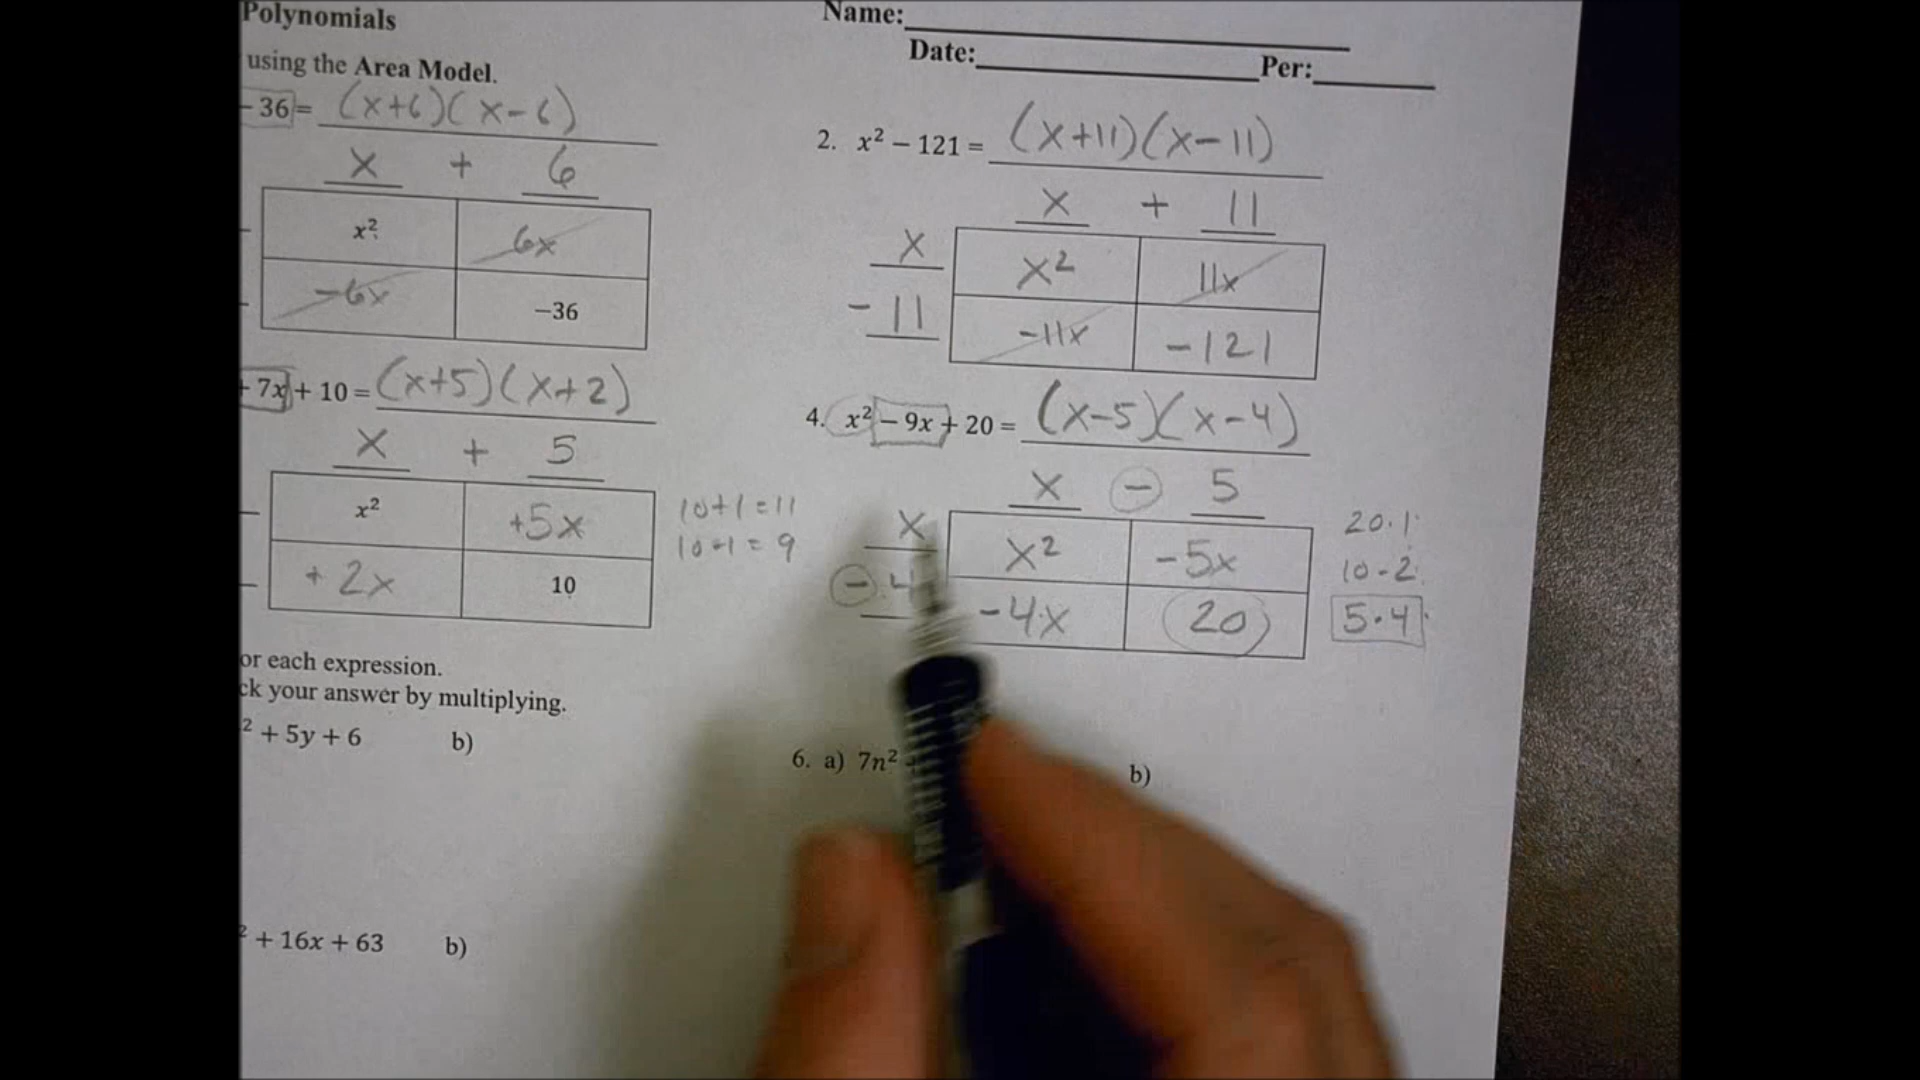 Polynomials
Name:
Date: Per:
using the Area Model.
- 36 = (x+6)(x-6)
x + 6
x² 6x
-6x -36
2. x² - 121 = (x+11)(x-11)
x + 11
x x² 11x
-11 -11x -121
+ 7x + 10 = (x+5)(x+2)
x + 5
x² +5x
+2x 10
10+1=11
10-1=9
4. x² - 9x + 20 = (x-5)(x-4)
x - 5
x x² -5x
-4 -4x 20
20·1
10-2
5·4
or each expression.
ck your answer by multiplying.
² + 5y + 6 b)
6. a) 7n² b)
² + 16x + 63 b)